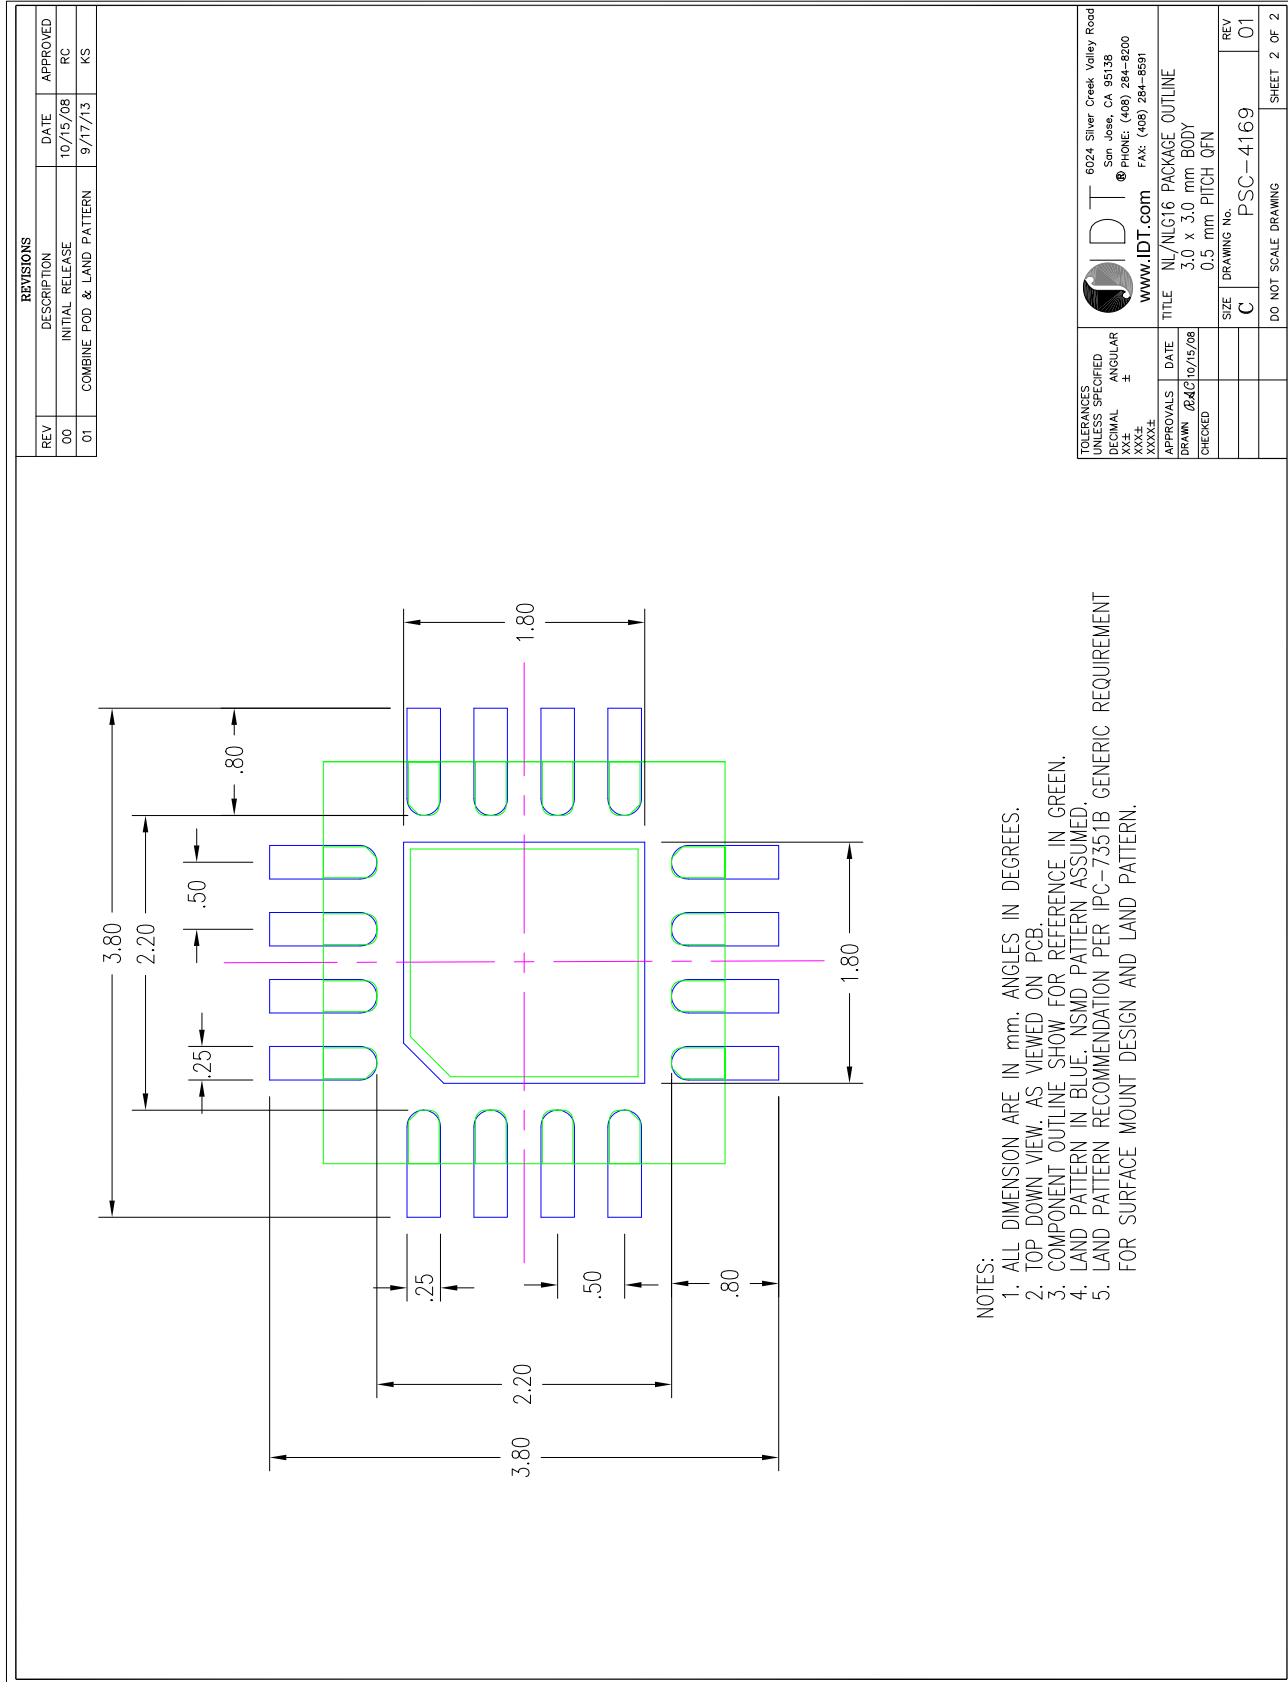 REVISIONS
REV DESCRIPTION DATE APPROVED
00 INITIAL RELEASE 10/15/08 RC
01 COMBINE POD & LAND PATTERN 9/17/13 KS
3.80
2.20
.25
.50
.80
1.80
.25
.50
.80
2.20
3.80
1.80
NOTES:
1. ALL DIMENSION ARE IN mm. ANGLES IN DEGREES.
2. TOP DOWN VIEW. AS VIEWED ON PCB.
3. COMPONENT OUTLINE SHOW FOR REFERENCE IN GREEN.
4. LAND PATTERN IN BLUE. NSMD PATTERN ASSUMED.
5. LAND PATTERN RECOMMENDATION PER IPC-7351B GENERIC REQUIREMENT
FOR SURFACE MOUNT DESIGN AND LAND PATTERN.
TOLERANCES
UNLESS SPECIFIED
DECIMAL ANGULAR
XX± ±
XXX±
XXXX±
APPROVALS DATE
DRAWN RAC 10/15/08
CHECKED
IDT®
www.IDT.com
6024 Silver Creek Valley Road
San Jose, CA 95138
PHONE: (408) 284-8200
FAX: (408) 284-8591
TITLE NL/NLG16 PACKAGE OUTLINE
3.0 x 3.0 mm BODY
0.5 mm PITCH QFN
SIZE DRAWING No. REV
C PSC-4169 01
DO NOT SCALE DRAWING SHEET 2 OF 2